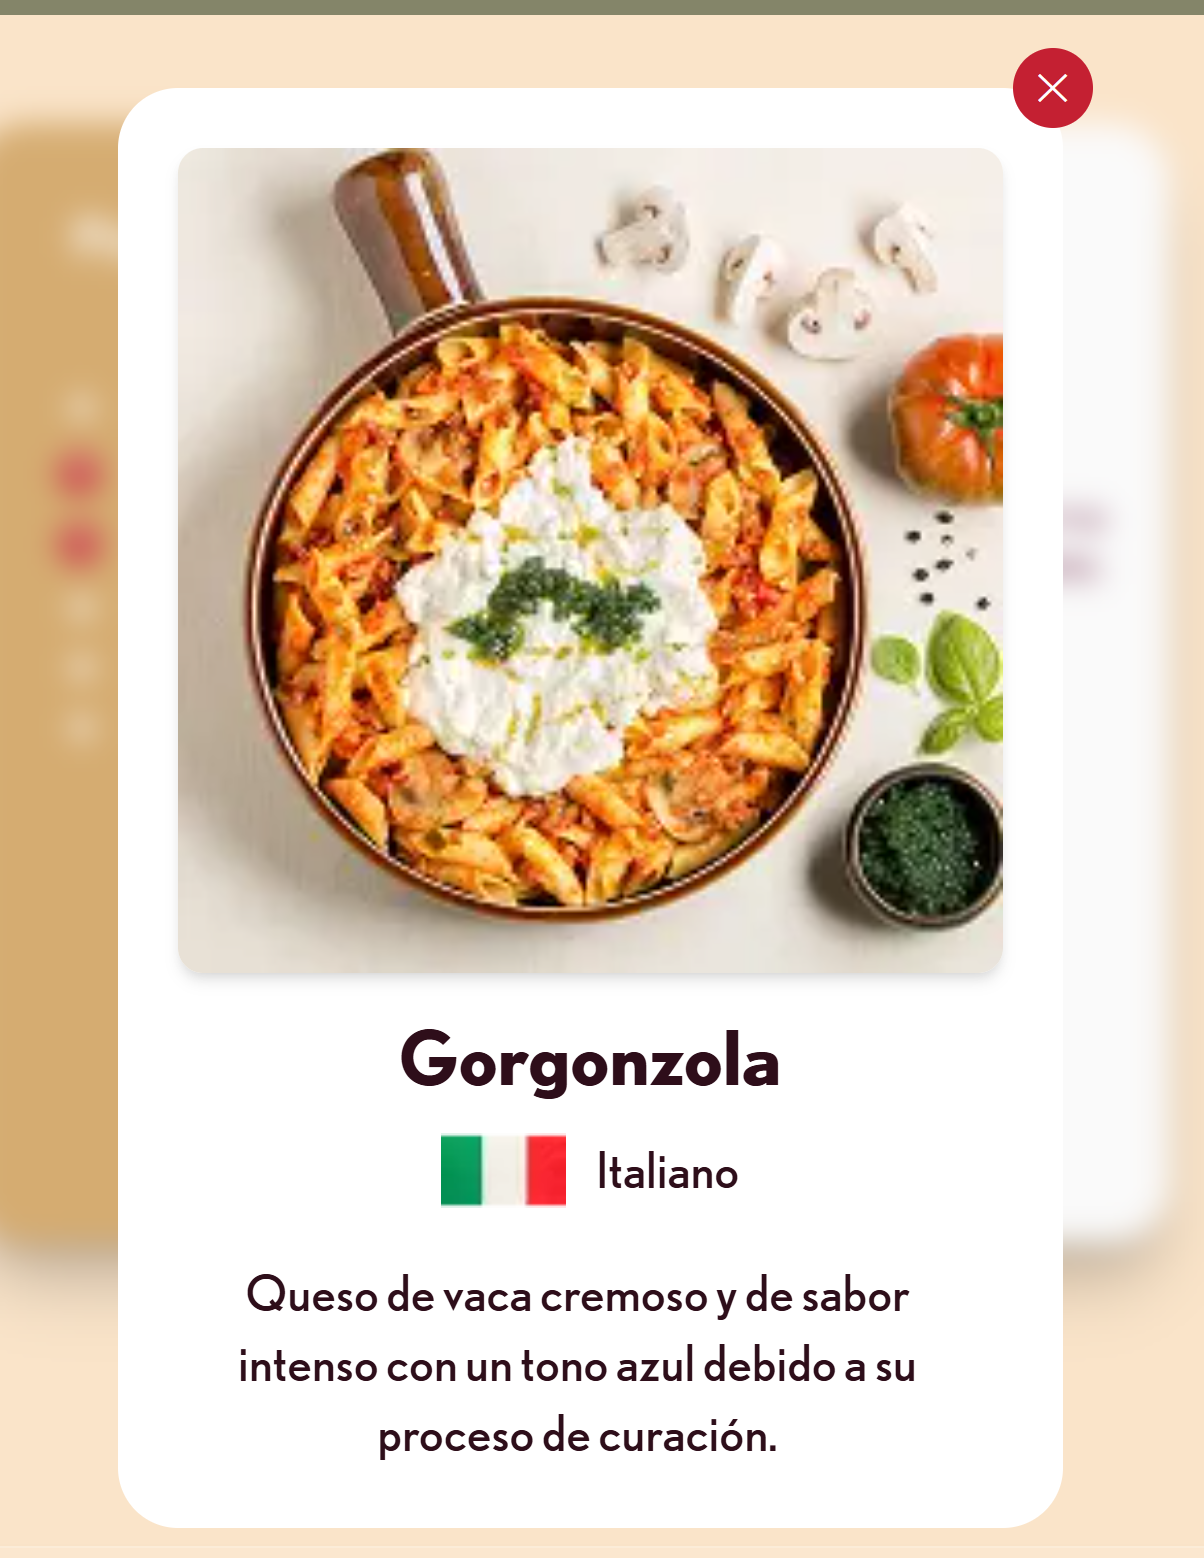 Gorgonzola
Italiano
Queso de vaca cremoso y de sabor
intenso con un tono azul debido a su
proceso de curación.